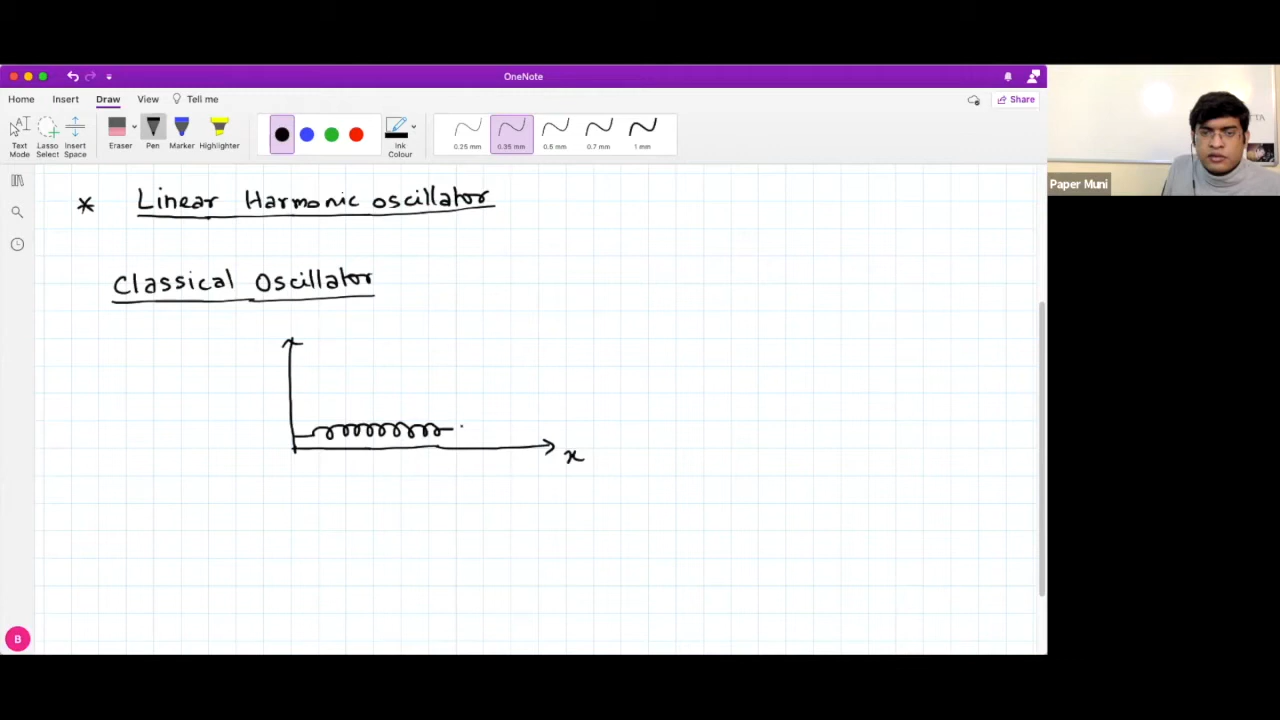 OneNote
Home Insert Draw View Tell me Share
Text Mode Lasso Select Insert Space Eraser Pen Marker Highlighter Ink Colour 0.25 mm 0.35 mm 0.5 mm 0.7 mm 1 mm
Paper Muni
* Linear Harmonic oscillator
Classical Oscillator
x
B